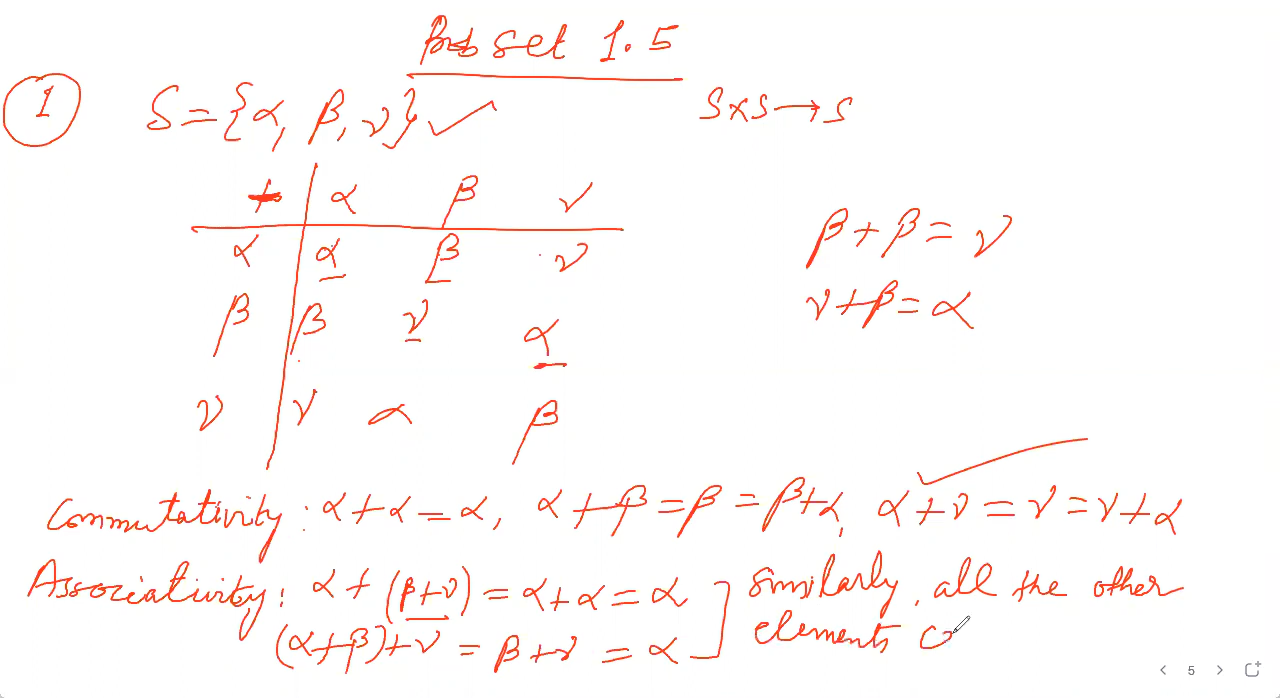 Prob set 1.5
1 S = {α, β, ν} ✓ S×S → S
+ α β ν
α α β ν
β β ν α
ν ν α β
β + β = ν
ν + β = α
Commutativity: α + α = α, α + β = β = β + α, α + ν = ν = ν + α
Associativity: α + (β + ν) = α + α = α
(α + β) + ν = β + ν = α
Similarly, all the other
elements
5